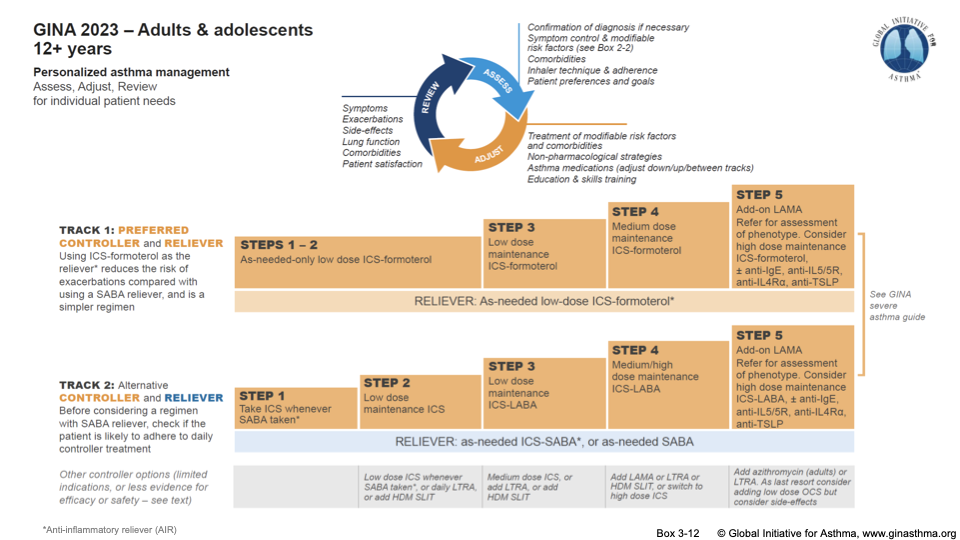 GINA 2023 – Adults & adolescents
12+ years
Personalized asthma management
Assess, Adjust, Review
for individual patient needs
Confirmation of diagnosis if necessary
Symptom control & modifiable
risk factors (see Box 2-2)
Comorbidities
Inhaler technique & adherence
Patient preferences and goals
GLOBAL INITIATIVE FOR
ASTHMA
REVIEW
ASSESS
ADJUST
Symptoms
Exacerbations
Side-effects
Lung function
Comorbidities
Patient satisfaction
Treatment of modifiable risk factors
and comorbidities
Non-pharmacological strategies
Asthma medications (adjust down/up/between tracks)
Education & skills training
TRACK 1: PREFERRED
CONTROLLER and RELIEVER
Using ICS-formoterol as the
reliever* reduces the risk of
exacerbations compared with
using a SABA reliever, and is a
simpler regimen
STEPS 1 – 2
As-needed-only low dose ICS-formoterol
STEP 3
Low dose
maintenance
ICS-formoterol
STEP 4
Medium dose
maintenance
ICS-formoterol
STEP 5
Add-on LAMA
Refer for assessment
of phenotype. Consider
high dose maintenance
ICS-formoterol,
± anti-IgE, anti-IL5/5R,
anti-IL4Rα, anti-TSLP
RELIEVER: As-needed low-dose ICS-formoterol*
See GINA
severe
asthma guide
TRACK 2: Alternative
CONTROLLER and RELIEVER
Before considering a regimen
with SABA reliever, check if the
patient is likely to adhere to daily
controller treatment
STEP 1
Take ICS whenever
SABA taken*
STEP 2
Low dose
maintenance ICS
STEP 3
Low dose
maintenance
ICS-LABA
STEP 4
Medium/high
dose maintenance
ICS-LABA
STEP 5
Add-on LAMA
Refer for assessment
of phenotype. Consider
high dose maintenance
ICS-LABA, ± anti-IgE,
anti-IL5/5R, anti-IL4Rα,
anti-TSLP
RELIEVER: as-needed ICS-SABA*, or as-needed SABA
Other controller options (limited
indications, or less evidence for
efficacy or safety – see text)
Low dose ICS whenever
SABA taken*, or daily LTRA,
or add HDM SLIT
Medium dose ICS, or
add LTRA, or add
HDM SLIT
Add LAMA or LTRA or
HDM SLIT, or switch to
high dose ICS
Add azithromycin (adults) or
LTRA. As last resort consider
adding low dose OCS but
consider side-effects
*Anti-inflammatory reliever (AIR)
Box 3-12 © Global Initiative for Asthma, www.ginasthma.org